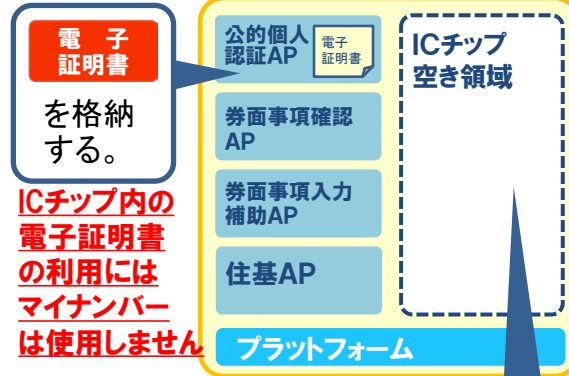 電　子
証明書
を格納
する。
ICチップ内の
電子証明書
の利用には
マイナンバー
は使用しません
公的個人
認証AP
電子
証明書
券面事項確認
AP
券面事項入力
補助AP
住基AP
プラットフォーム
ICチップ
空き領域